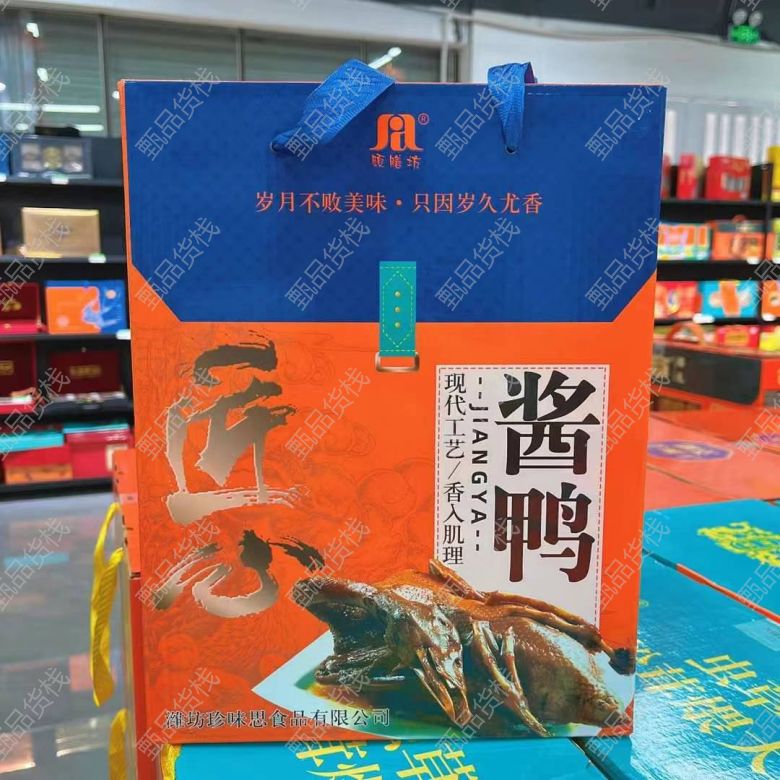 颐膳坊
®
岁月不败美味·只因岁久尤香
匠心
酱鸭
--JIANGYA--
现代工艺/香入肌理
潍坊珍味思食品有限公司
甄品货栈